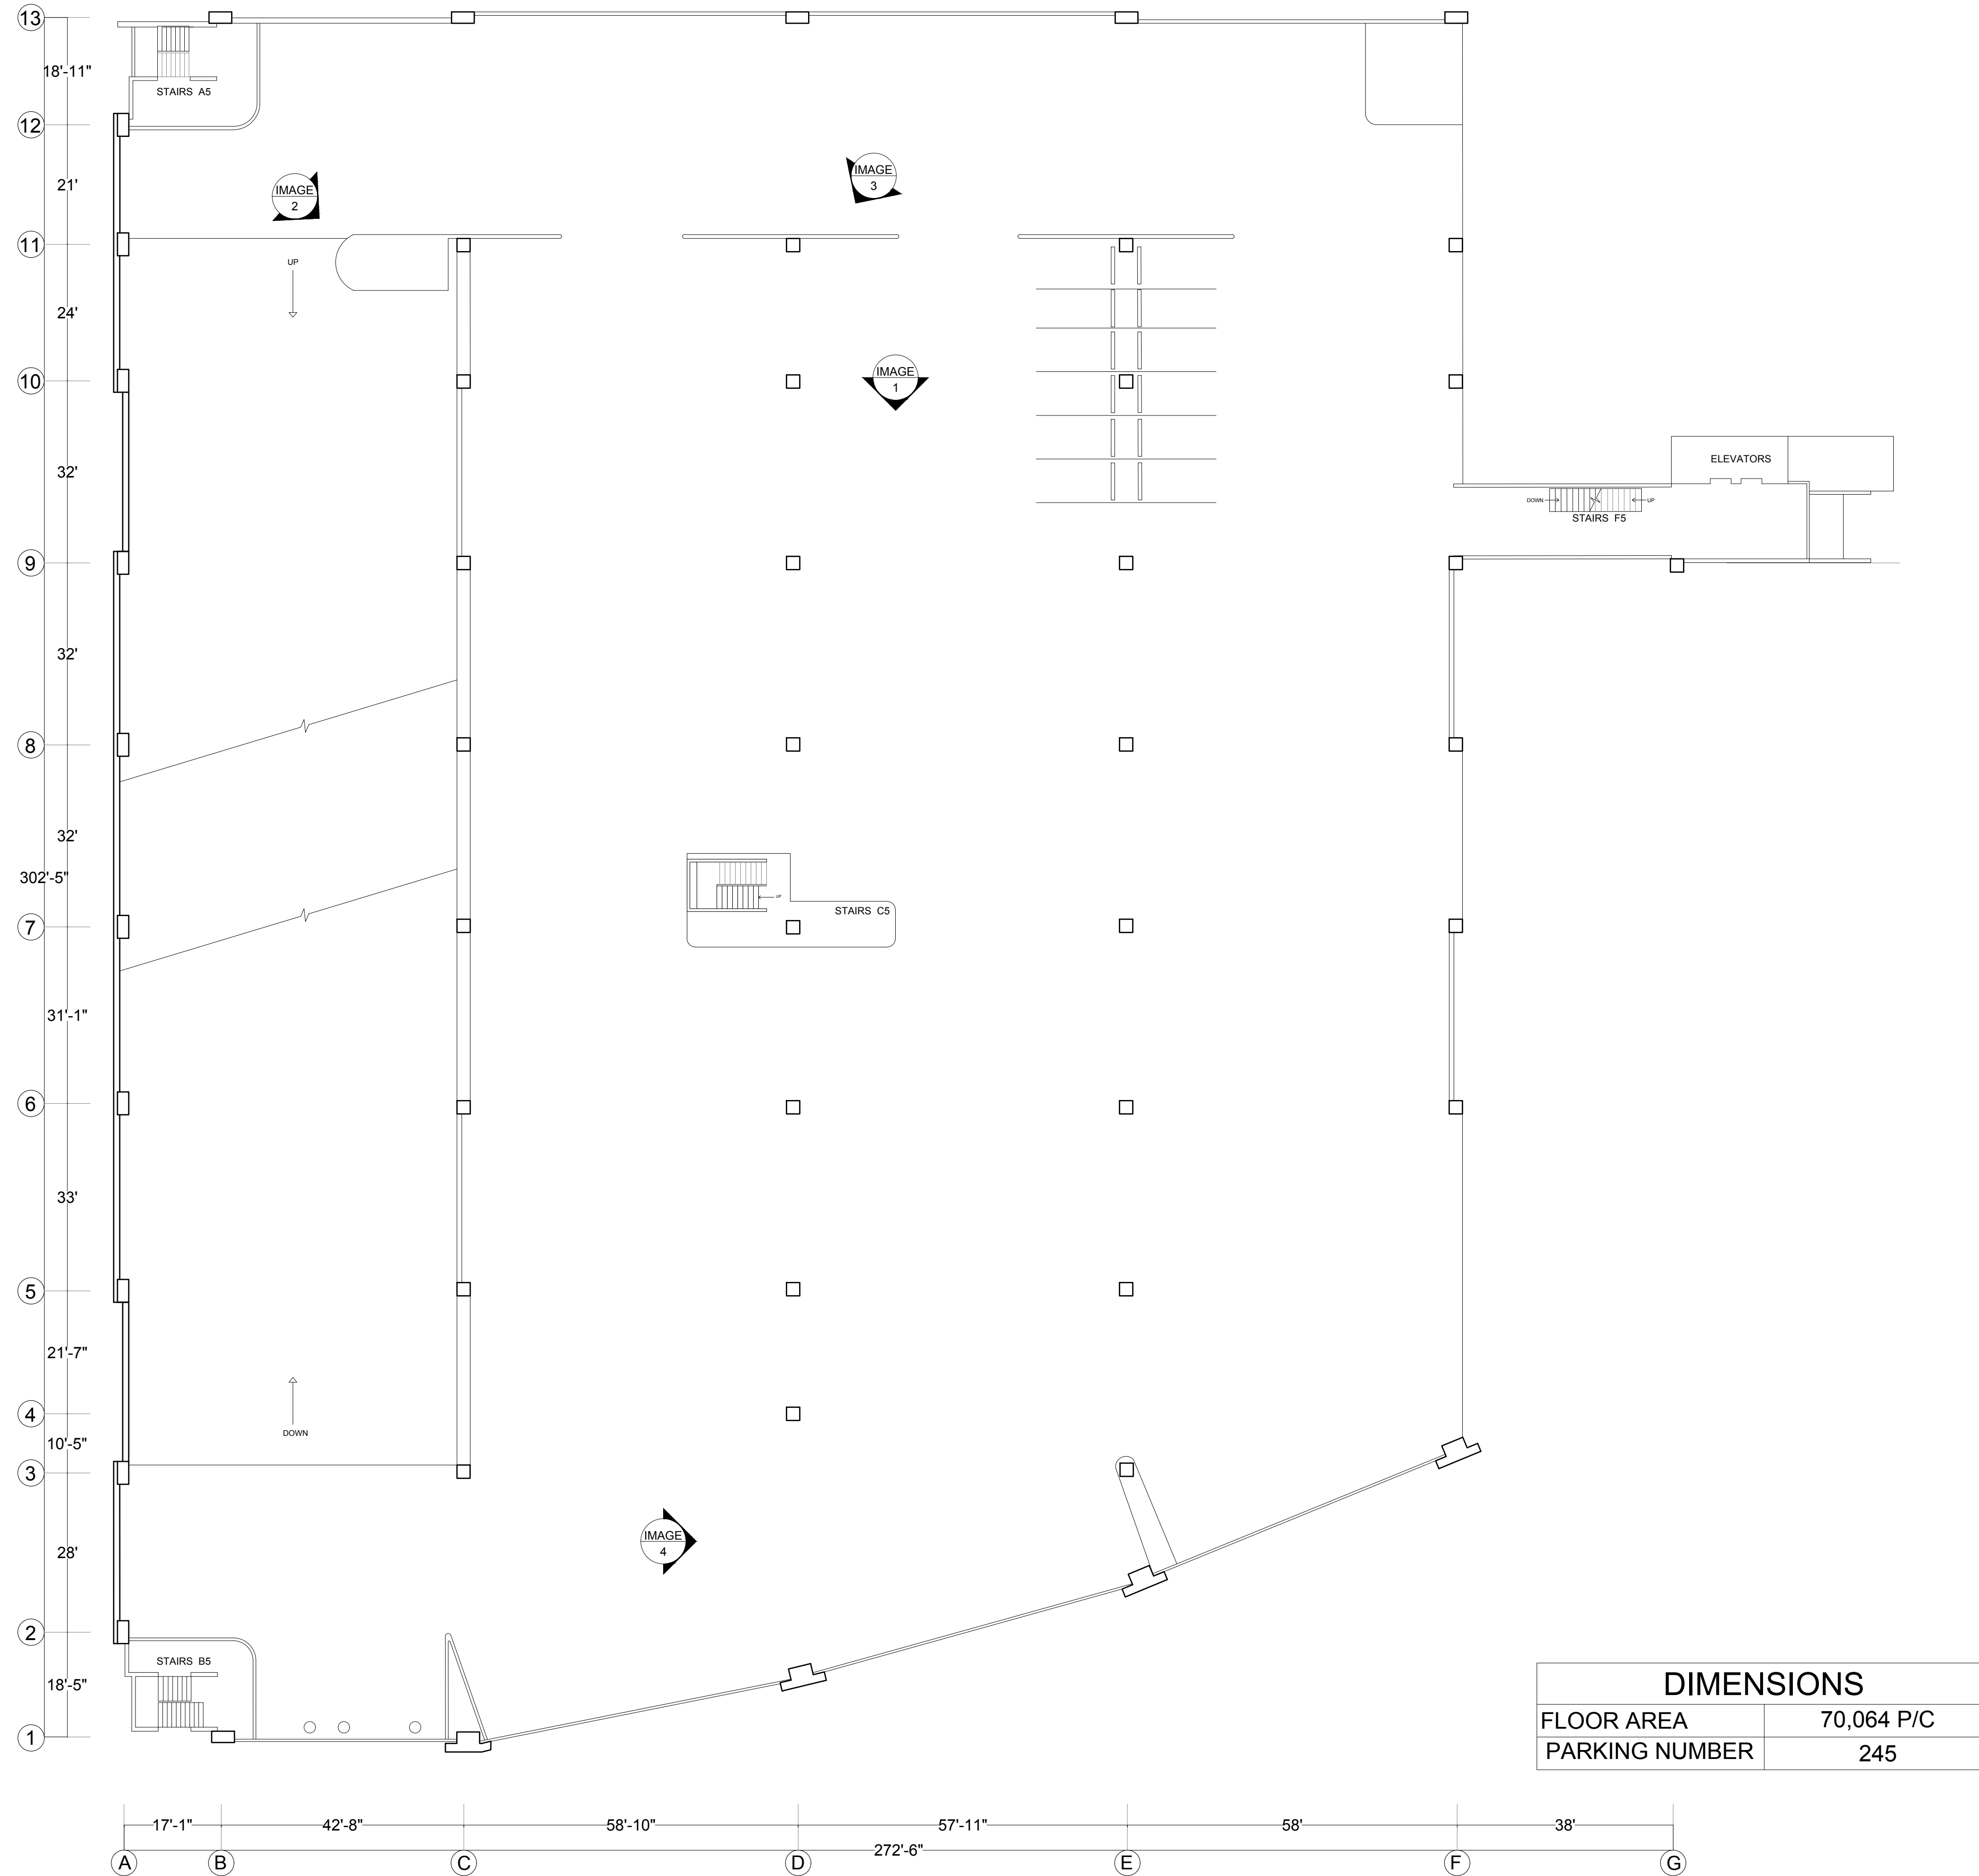 13
18'-11"
STAIRS A5
12
IMAGE
3
21'
IMAGE
2
11
UP
24'
IMAGE
1
10
ELEVATORS
32'
DOWN
UP
STAIRS F5
9
32'
8
32'
302'-5"
UP
STAIRS C5
7
31'-1"
6
33'
5
21'-7"
4
DOWN
10'-5"
3
IMAGE
4
28'
2
STAIRS B5
18'-5"
1
DIMENSIONS
FLOOR AREA 70,064 P/C
PARKING NUMBER 245
17'-1" 42'-8" 58'-10" 57'-11" 58' 38'
272'-6"
A B C D E F G